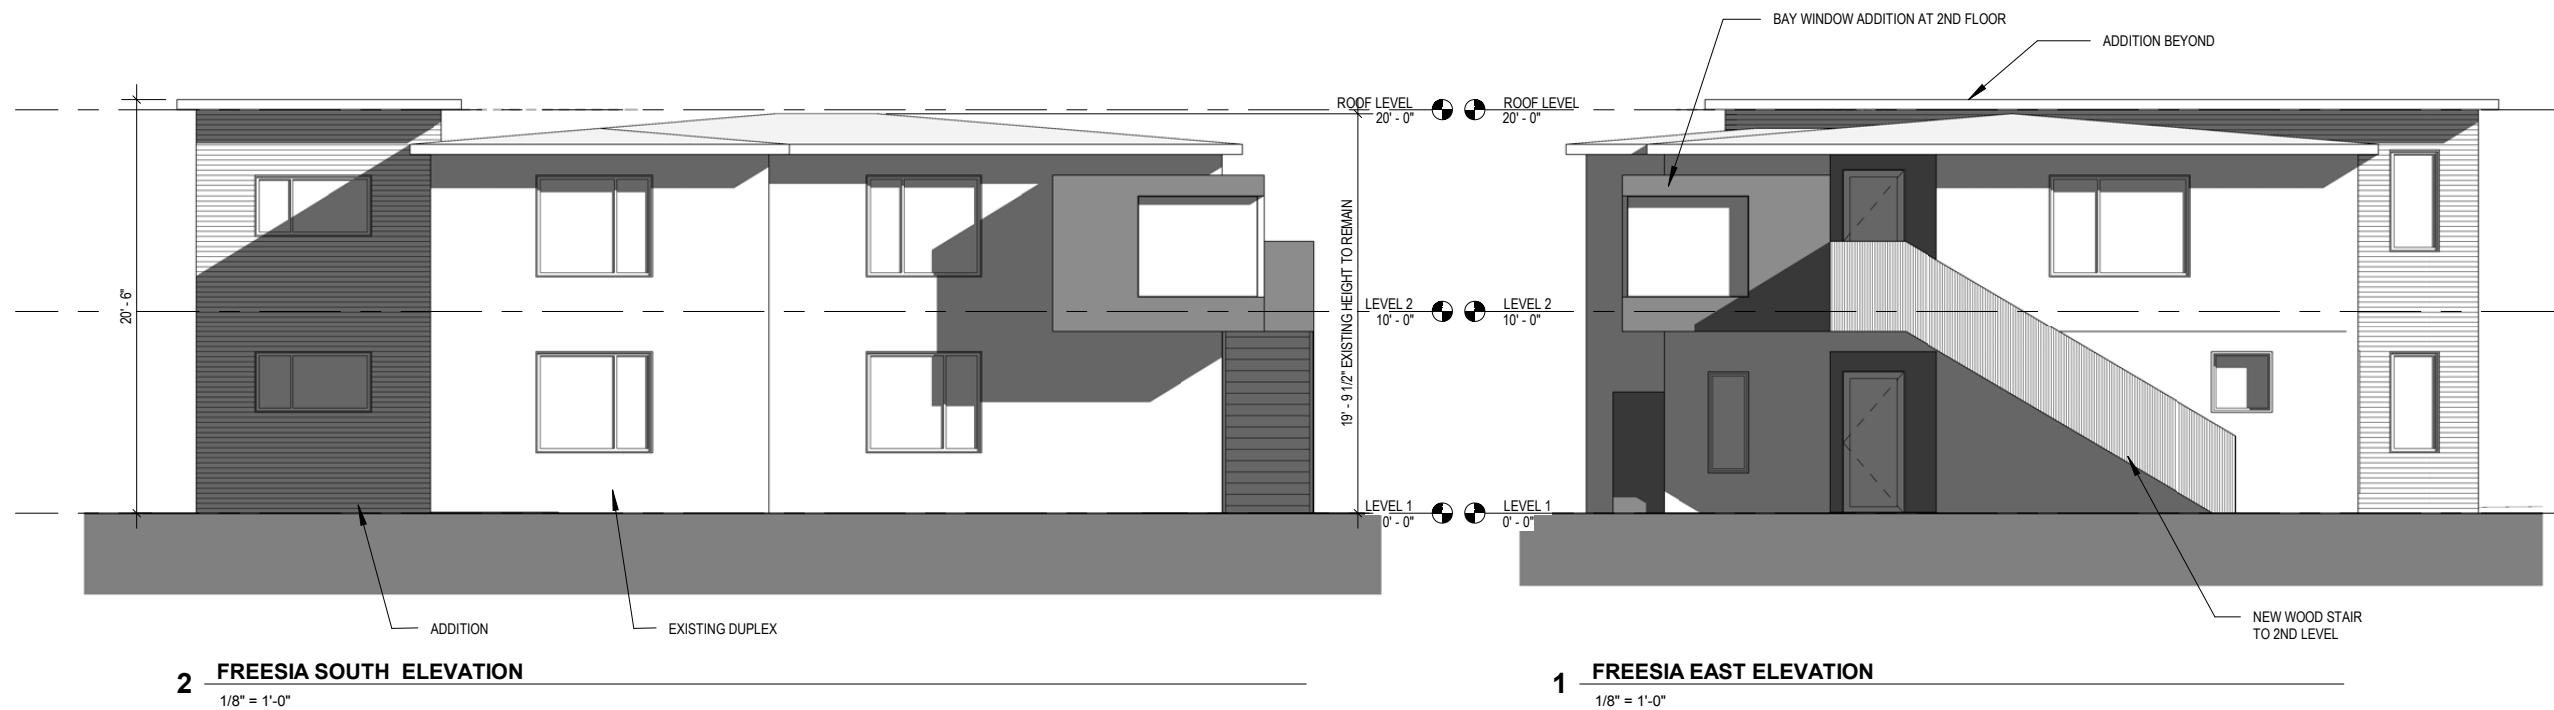 BAY WINDOW ADDITION AT 2ND FLOOR
ADDITION BEYOND
ROOF LEVEL
20' - 0"
ROOF LEVEL
20' - 0"
20' - 6"
19' - 9 1/2" EXISTING HEIGHT TO REMAIN
LEVEL 2
10' - 0"
LEVEL 2
10' - 0"
LEVEL 1
0' - 0"
LEVEL 1
0' - 0"
ADDITION
EXISTING DUPLEX
NEW WOOD STAIR
TO 2ND LEVEL
2 FREESIA SOUTH ELEVATION
1/8" = 1'-0"
1 FREESIA EAST ELEVATION
1/8" = 1'-0"